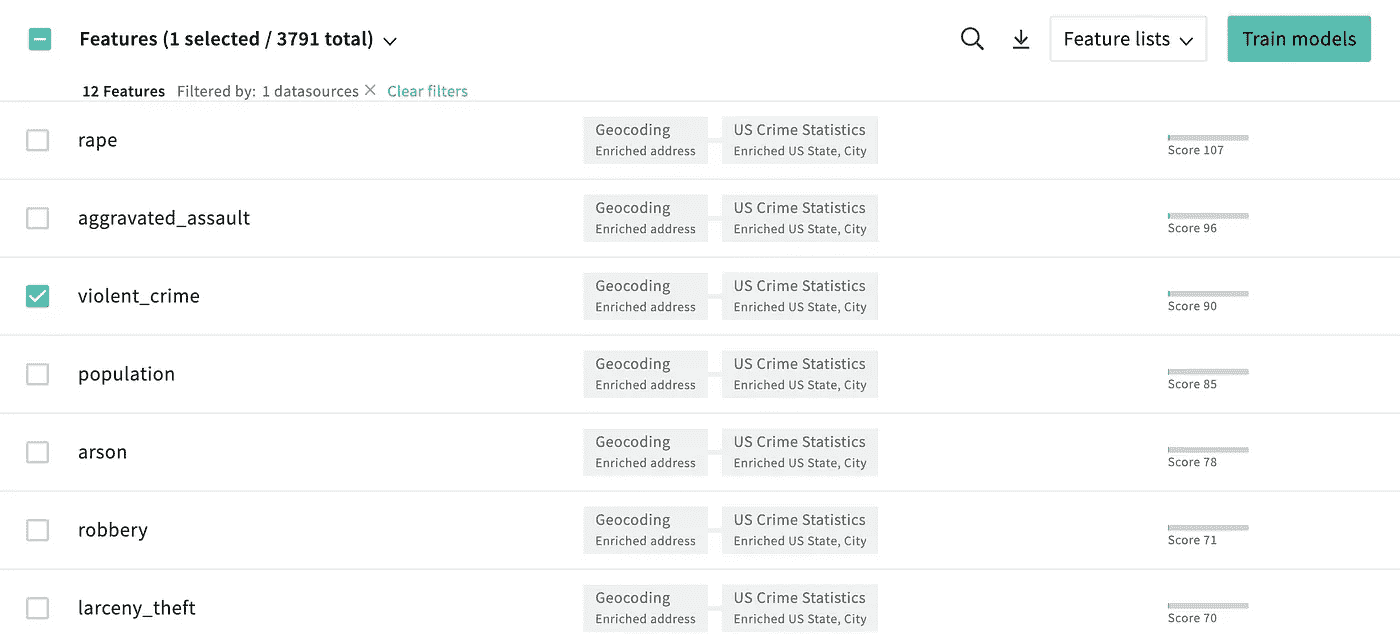 Features (1 selected / 3791 total)
Feature lists
Train models
12 Features Filtered by: 1 datasources Clear filters
rape
Geocoding
Enriched address
US Crime Statistics
Enriched US State, City
Score 107
aggravated_assault
Geocoding
Enriched address
US Crime Statistics
Enriched US State, City
Score 96
violent_crime
Geocoding
Enriched address
US Crime Statistics
Enriched US State, City
Score 90
population
Geocoding
Enriched address
US Crime Statistics
Enriched US State, City
Score 85
arson
Geocoding
Enriched address
US Crime Statistics
Enriched US State, City
Score 78
robbery
Geocoding
Enriched address
US Crime Statistics
Enriched US State, City
Score 71
larceny_theft
Geocoding
Enriched address
US Crime Statistics
Enriched US State, City
Score 70